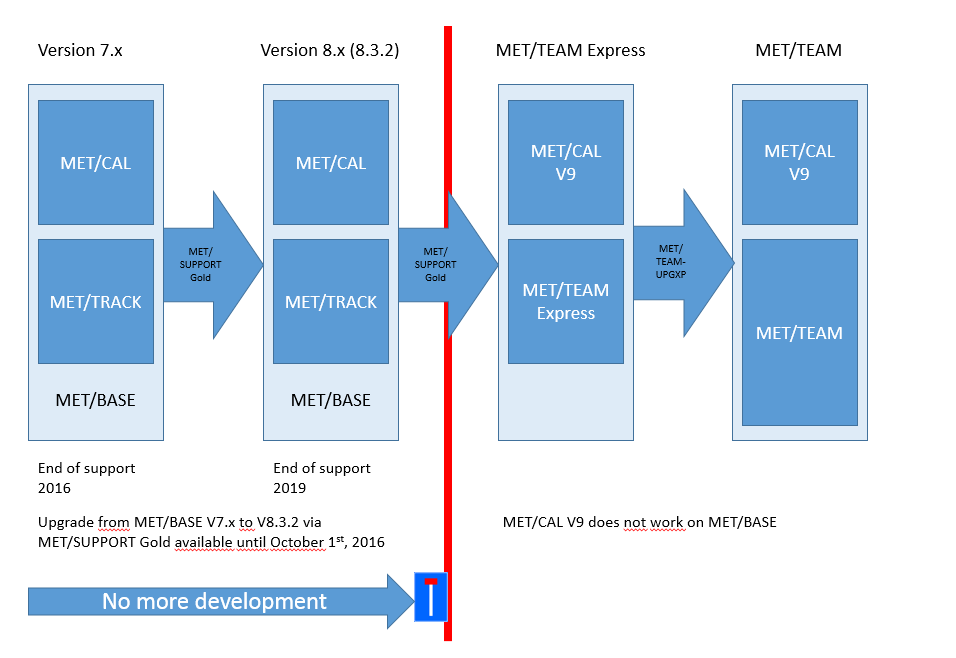 Version 7.x
Version 8.x (8.3.2)
MET/TEAM Express
MET/TEAM
MET/CAL
MET/TRACK
MET/BASE
MET/
SUPPORT
Gold
MET/CAL
MET/TRACK
MET/BASE
MET/
SUPPORT
Gold
MET/CAL
V9
MET/TEAM
Express
MET/
TEAM-
UPGXP
MET/CAL
V9
MET/TEAM
End of support
2016
End of support
2019
Upgrade from MET/BASE V7.x to V8.3.2 via
MET/SUPPORT Gold available until October 1st, 2016
MET/CAL V9 does not work on MET/BASE
No more development